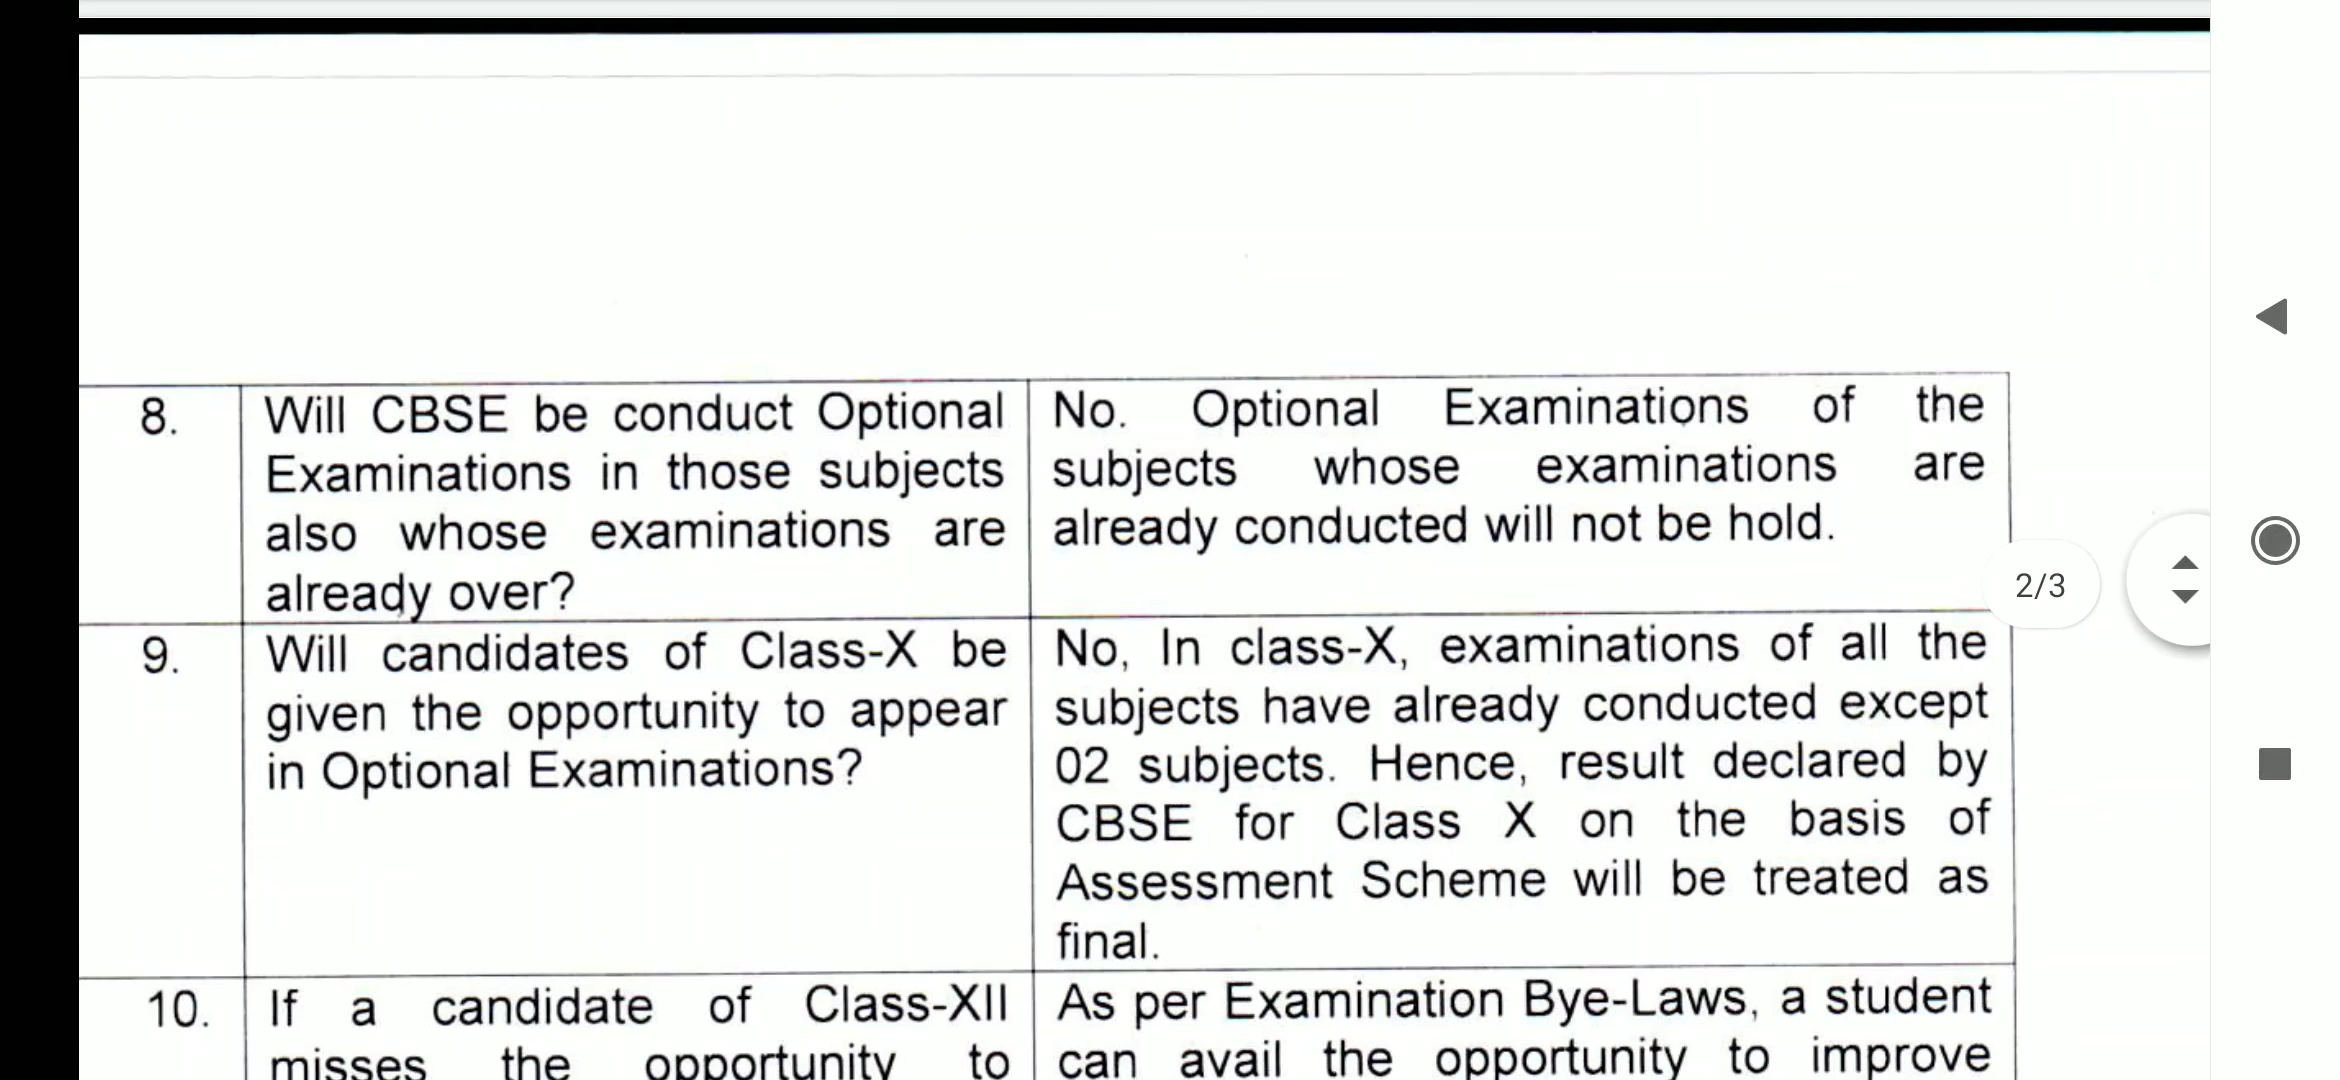 8.
Will CBSE be conduct Optional
Examinations in those subjects
also whose examinations are
already over?
No. Optional Examinations of the
subjects whose examinations are
already conducted will not be hold.
2/3
9.
Will candidates of Class-X be
given the opportunity to appear
in Optional Examinations?
No, In class-X, examinations of all the
subjects have already conducted except
02 subjects. Hence, result declared by
CBSE for Class X on the basis of
Assessment Scheme will be treated as
final.
10.
If a candidate of Class-XII
misses the opportunity to
As per Examination Bye-Laws, a student
can avail the opportunity to improve